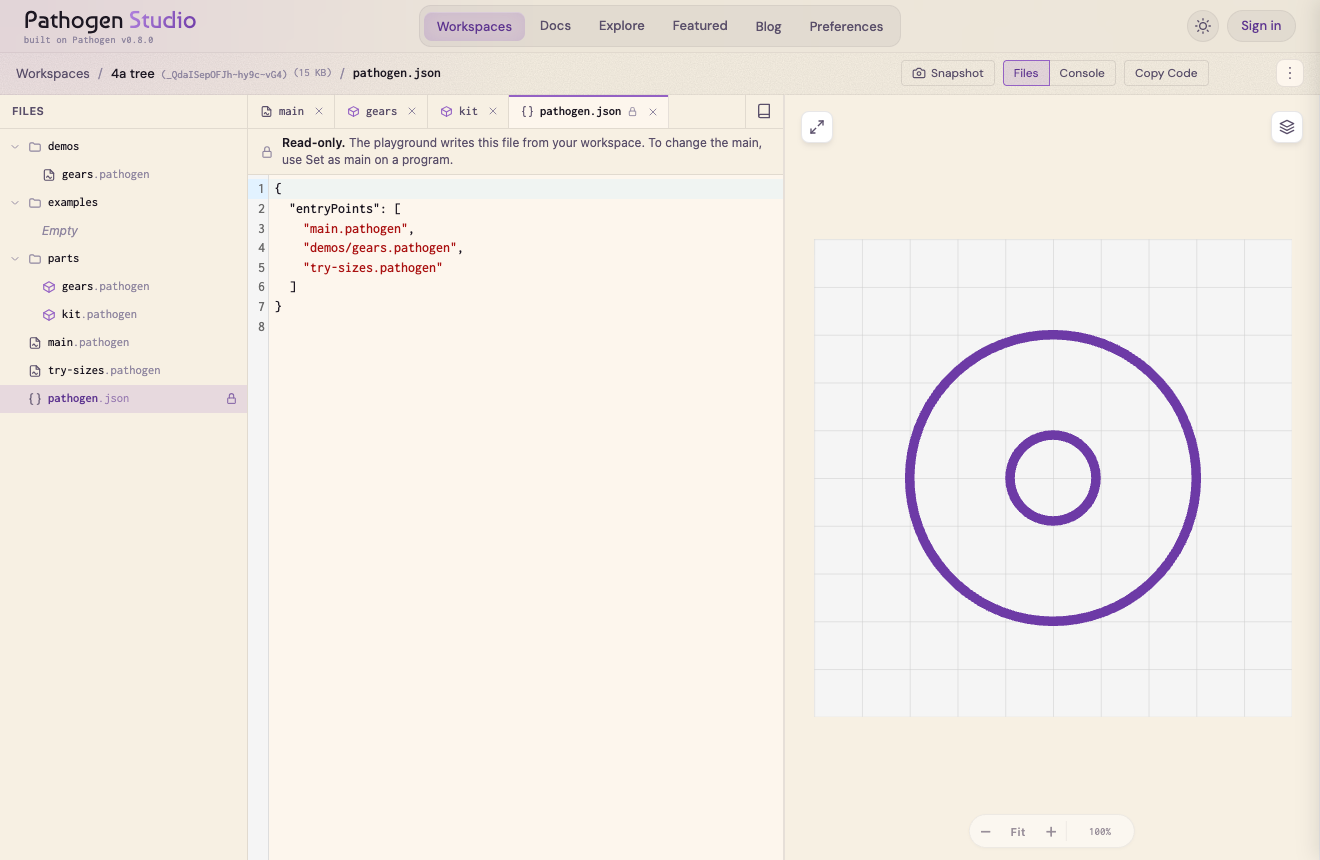 Pathogen Studio
built on Pathogen v0.8.0
Workspaces
Docs
Explore
Featured
Blog
Preferences
Sign in
Workspaces / 4a tree (_QdaISepOFJh-hy9c-vG4) (15 KB) / pathogen.json
Snapshot
Files
Console
Copy Code
FILES
demos
gears.pathogen
examples
Empty
parts
gears.pathogen
kit.pathogen
main.pathogen
try-sizes.pathogen
{} pathogen.json
main
gears
kit
{} pathogen.json
Read-only. The playground writes this file from your workspace. To change the main,
use Set as main on a program.
1 {
2 "entryPoints": [
3 "main.pathogen",
4 "demos/gears.pathogen",
5 "try-sizes.pathogen"
6 ]
7 }
8
Fit
100%